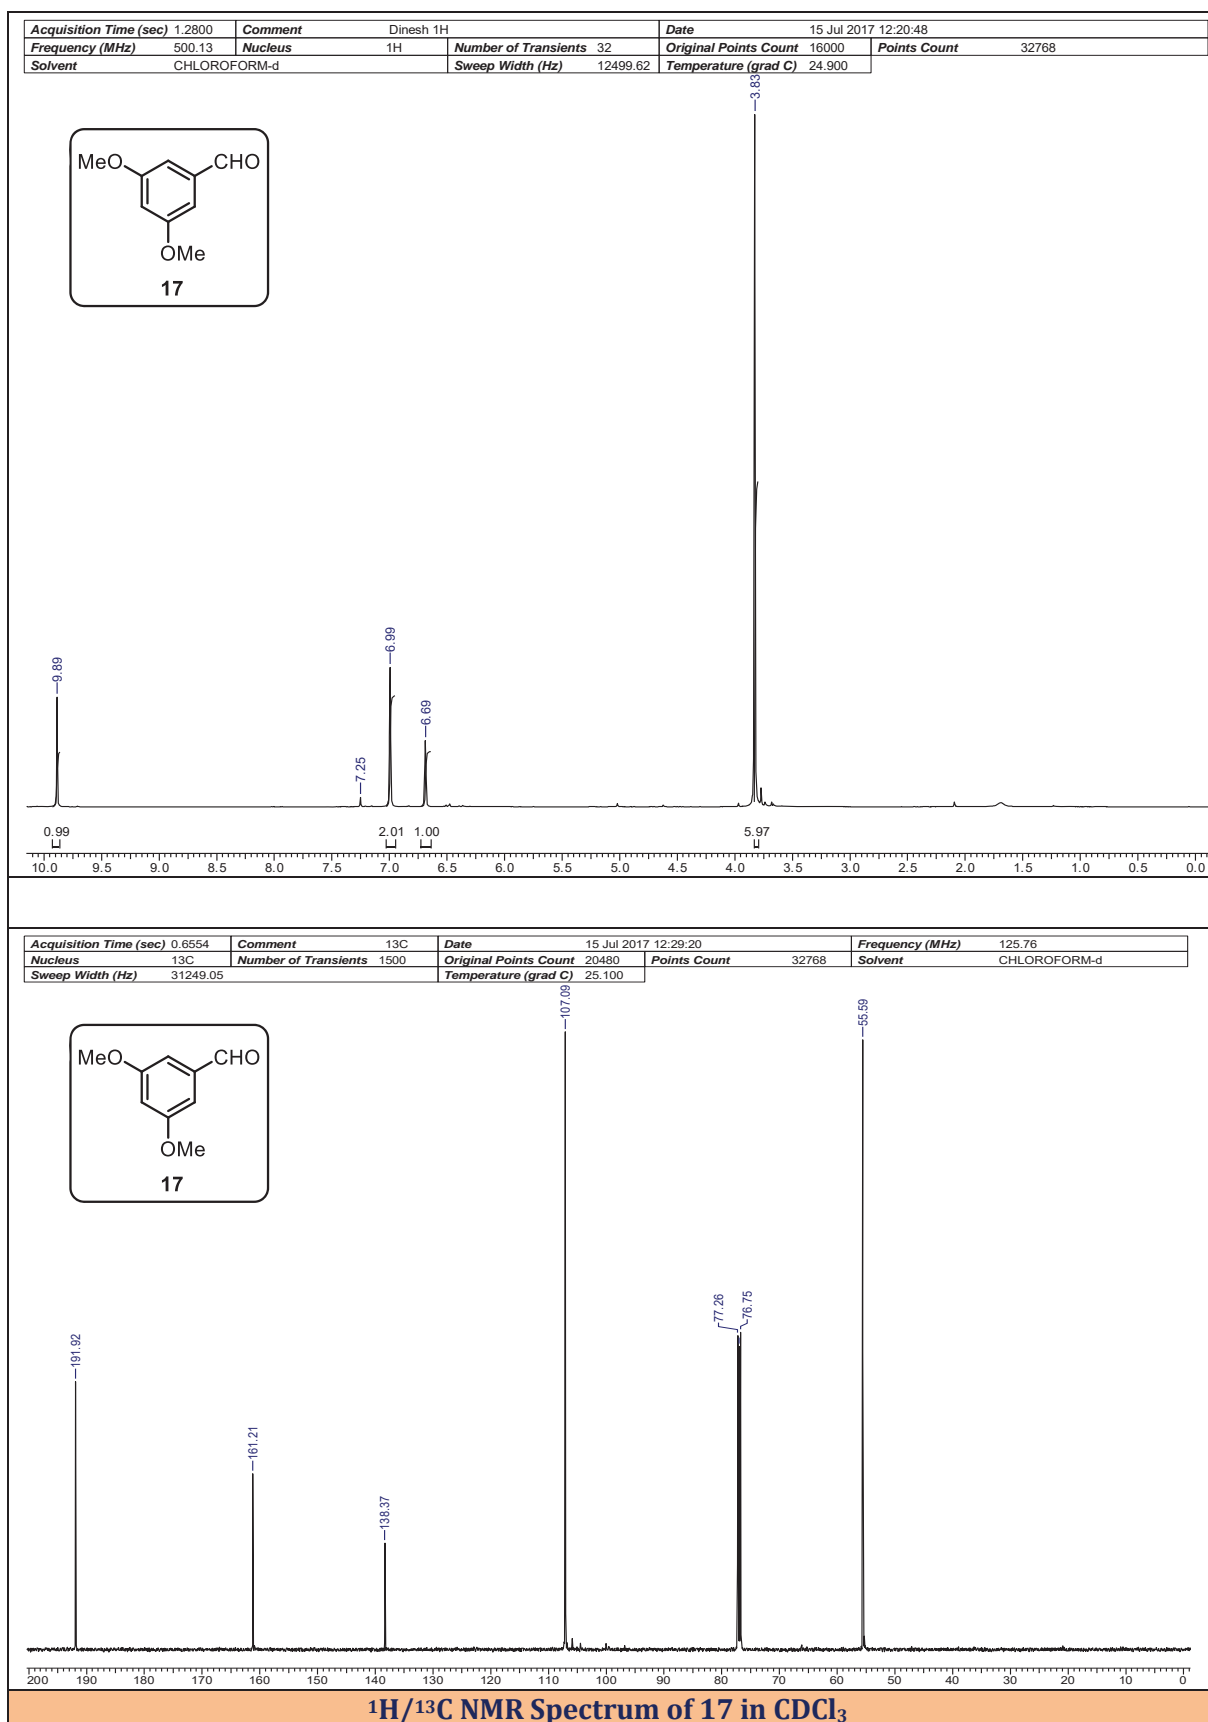 Acquisition Time (sec) 1.2800 Comment Dinesh 1H Date 15 Jul 2017 12:20:48
Frequency (MHz) 500.13 Nucleus 1H Number of Transients 32 Original Points Count 16000 Points Count 32768
Solvent CHLOROFORM-d Sweep Width (Hz) 12499.62 Temperature (grad C) 24.900
3.83
MeO CHO
OMe
17
6.99
9.89
6.69
7.25
0.99 2.01 1.00 5.97
10.0 9.5 9.0 8.5 8.0 7.5 7.0 6.5 6.0 5.5 5.0 4.5 4.0 3.5 3.0 2.5 2.0 1.5 1.0 0.5 0.0
Acquisition Time (sec) 0.6554 Comment 13C Date 15 Jul 2017 12:29:20 Frequency (MHz) 125.76
Nucleus 13C Number of Transients 1500 Original Points Count 20480 Points Count 32768 Solvent CHLOROFORM-d
Sweep Width (Hz) 31249.05 Temperature (grad C) 25.100
107.09 55.59
MeO CHO
OMe
17
77.26 76.75
191.92
161.21
138.37
200 190 180 170 160 150 140 130 120 110 100 90 80 70 60 50 40 30 20 10 0
¹H/¹³C NMR Spectrum of 17 in CDCl₃